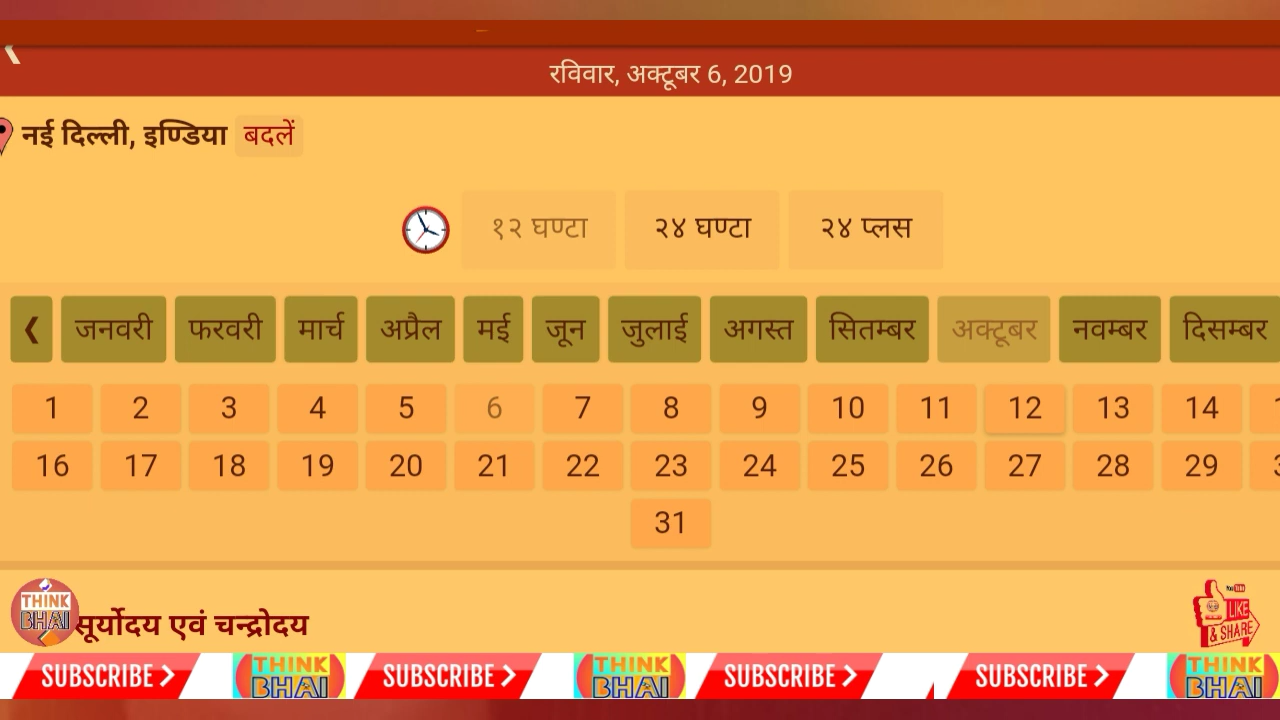 रविवार, अक्टूबर 6, 2019
नई दिल्ली, इण्डिया बदलें
१२ घण्टा २४ घण्टा २४ प्लस
❮ जनवरी फरवरी मार्च अप्रैल मई जून जुलाई अगस्त सितम्बर अक्टूबर नवम्बर दिसम्बर
1 2 3 4 5 6 7 8 9 10 11 12 13 14
16 17 18 19 20 21 22 23 24 25 26 27 28 29
31
THINK BHAI
सूर्योदय एवं चन्द्रोदय
YouTube
LIKE
& SHARE
SUBSCRIBE THINK BHAI SUBSCRIBE THINK BHAI SUBSCRIBE SUBSCRIBE THINK BHAI